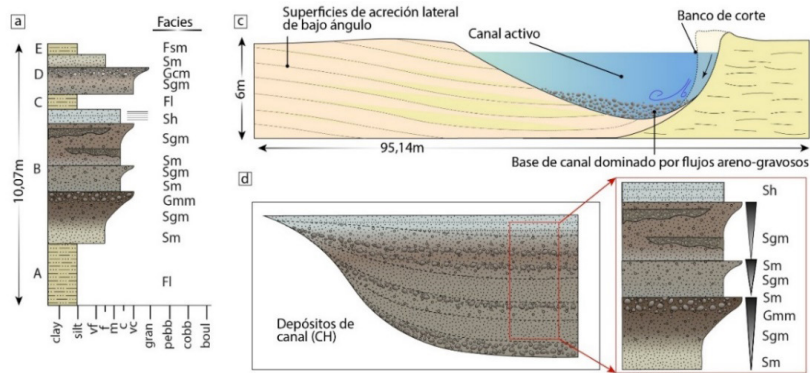 a
Facies
E
Fsm
Sm
D
Gcm
Sgm
C
Fl
Sh
Sgm
B
Sm
Sgm
Sm
Gmm
Sgm
Sm
A
Fl
10,07m
clay
silt
vf
f
m
c
vc
gran
pebb
cobb
boul
c
Superficies de acreción lateral
de bajo ángulo
Canal activo
Banco de corte
6m
95,14m
Base de canal dominado por flujos areno-gravosos
d
Depósitos de
canal (CH)
Sh
Sgm
Sm
Sgm
Sm
Gmm
Sgm
Sm